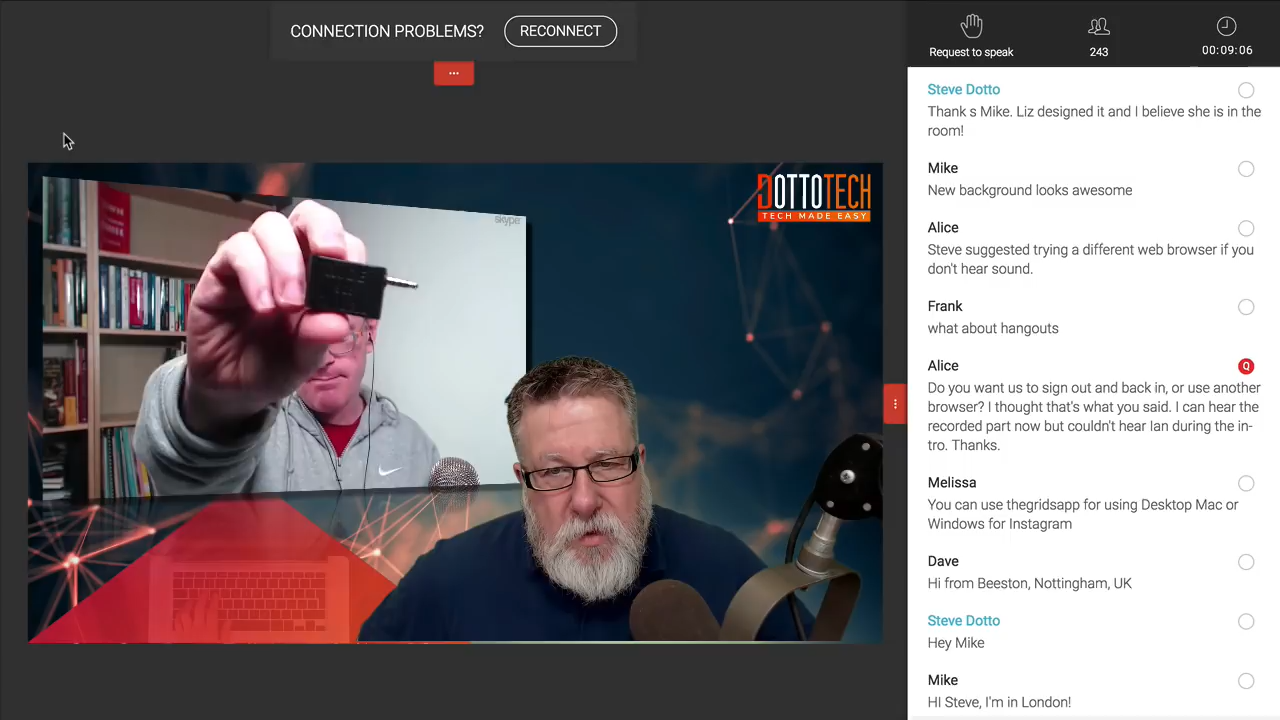 CONNECTION PROBLEMS?
RECONNECT
Request to speak
243
00:09:06
skype
DOTTOTECH
TECH MADE EASY
Steve Dotto
Thank s Mike. Liz designed it and I believe she is in the
room!
Mike
New background looks awesome
Alice
Steve suggested trying a different web browser if you
don't hear sound.
Frank
what about hangouts
Alice
Q
Do you want us to sign out and back in, or use another
browser? I thought that's what you said. I can hear the
recorded part now but couldn't hear Ian during the in-
tro. Thanks.
Melissa
You can use thegridsapp for using Desktop Mac or
Windows for Instagram
Dave
Hi from Beeston, Nottingham, UK
Steve Dotto
Hey Mike
Mike
HI Steve, I'm in London!